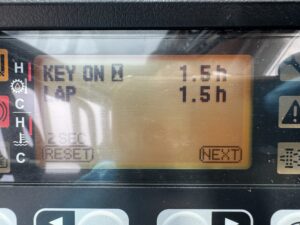 KEY ON 1.5h
LAP 1.5h
2 SEC
RESET NEXT
H
C
H
C